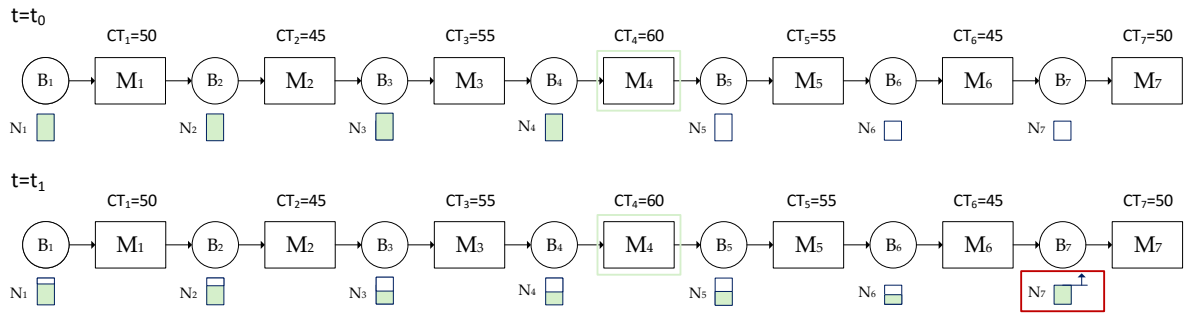 t=t₀
CT₁=50 CT₂=45 CT₃=55 CT₄=60 CT₅=55 CT₆=45 CT₇=50
B₁ M₁ B₂ M₂ B₃ M₃ B₄ M₄ B₅ M₅ B₆ M₆ B₇ M₇
N₁ N₂ N₃ N₄ N₅ N₆ N₇
t=t₁
CT₁=50 CT₂=45 CT₃=55 CT₄=60 CT₅=55 CT₆=45 CT₇=50
B₁ M₁ B₂ M₂ B₃ M₃ B₄ M₄ B₅ M₅ B₆ M₆ B₇ M₇
N₁ N₂ N₃ N₄ N₅ N₆ N₇